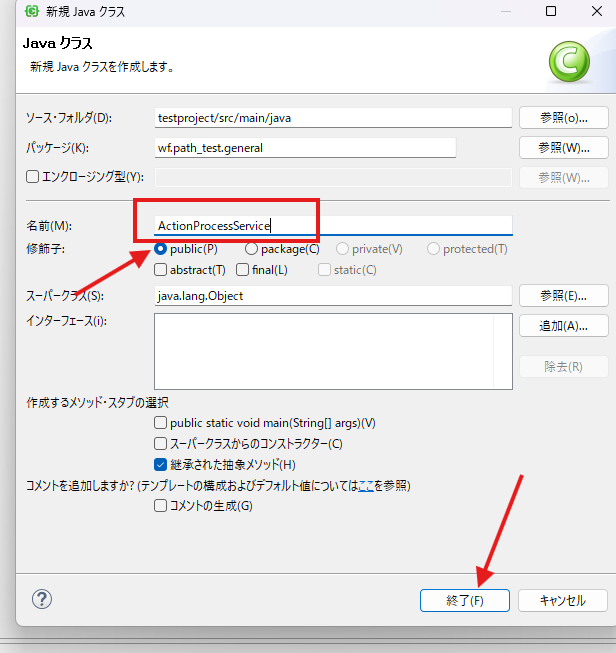 新規 Java クラス
Java クラス
新規 Java クラスを作成します。
C
ソース・フォルダ(D): testproject/src/main/java 参照(o)...
パッケージ(K): wf.path_test.general 参照(W)...
エンクロージング型(Y): 参照(W)...
名前(M): ActionProcessService
修飾子: public(P) package(C) private(V) protected(T)
abstract(T) final(L) static(C)
スーパークラス(S): java.lang.Object 参照(E)...
インターフェース(i): 追加(A)...
除去(R)
作成するメソッド・スタブの選択
public static void main(String[] args)(V)
スーパークラスからのコンストラクター(C)
継承された抽象メソッド(H)
コメントを追加しますか? (テンプレートの構成およびデフォルト値についてはここを参照)
コメントの生成(G)
? 終了(F) キャンセル